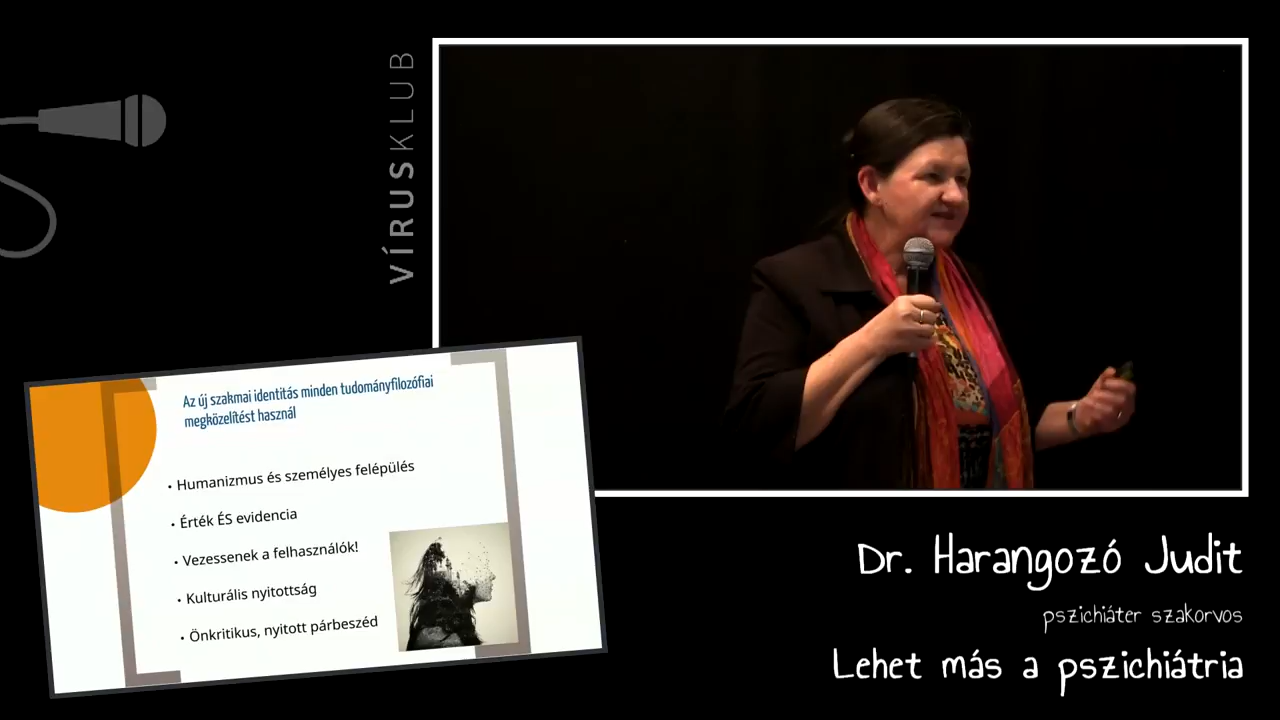 VÍRUSKLUB
Az új szakmai identitás minden tudományfilozófiai
megközelítést használ
• Humanizmus és személyes felépülés
• Érték ÉS evidencia
• Vezessenek a felhasználók!
• Kulturális nyitottság
• Önkritikus, nyitott párbeszéd
Dr. Harangozó Judit
pszichiáter szakorvos
Lehet más a pszichiátria